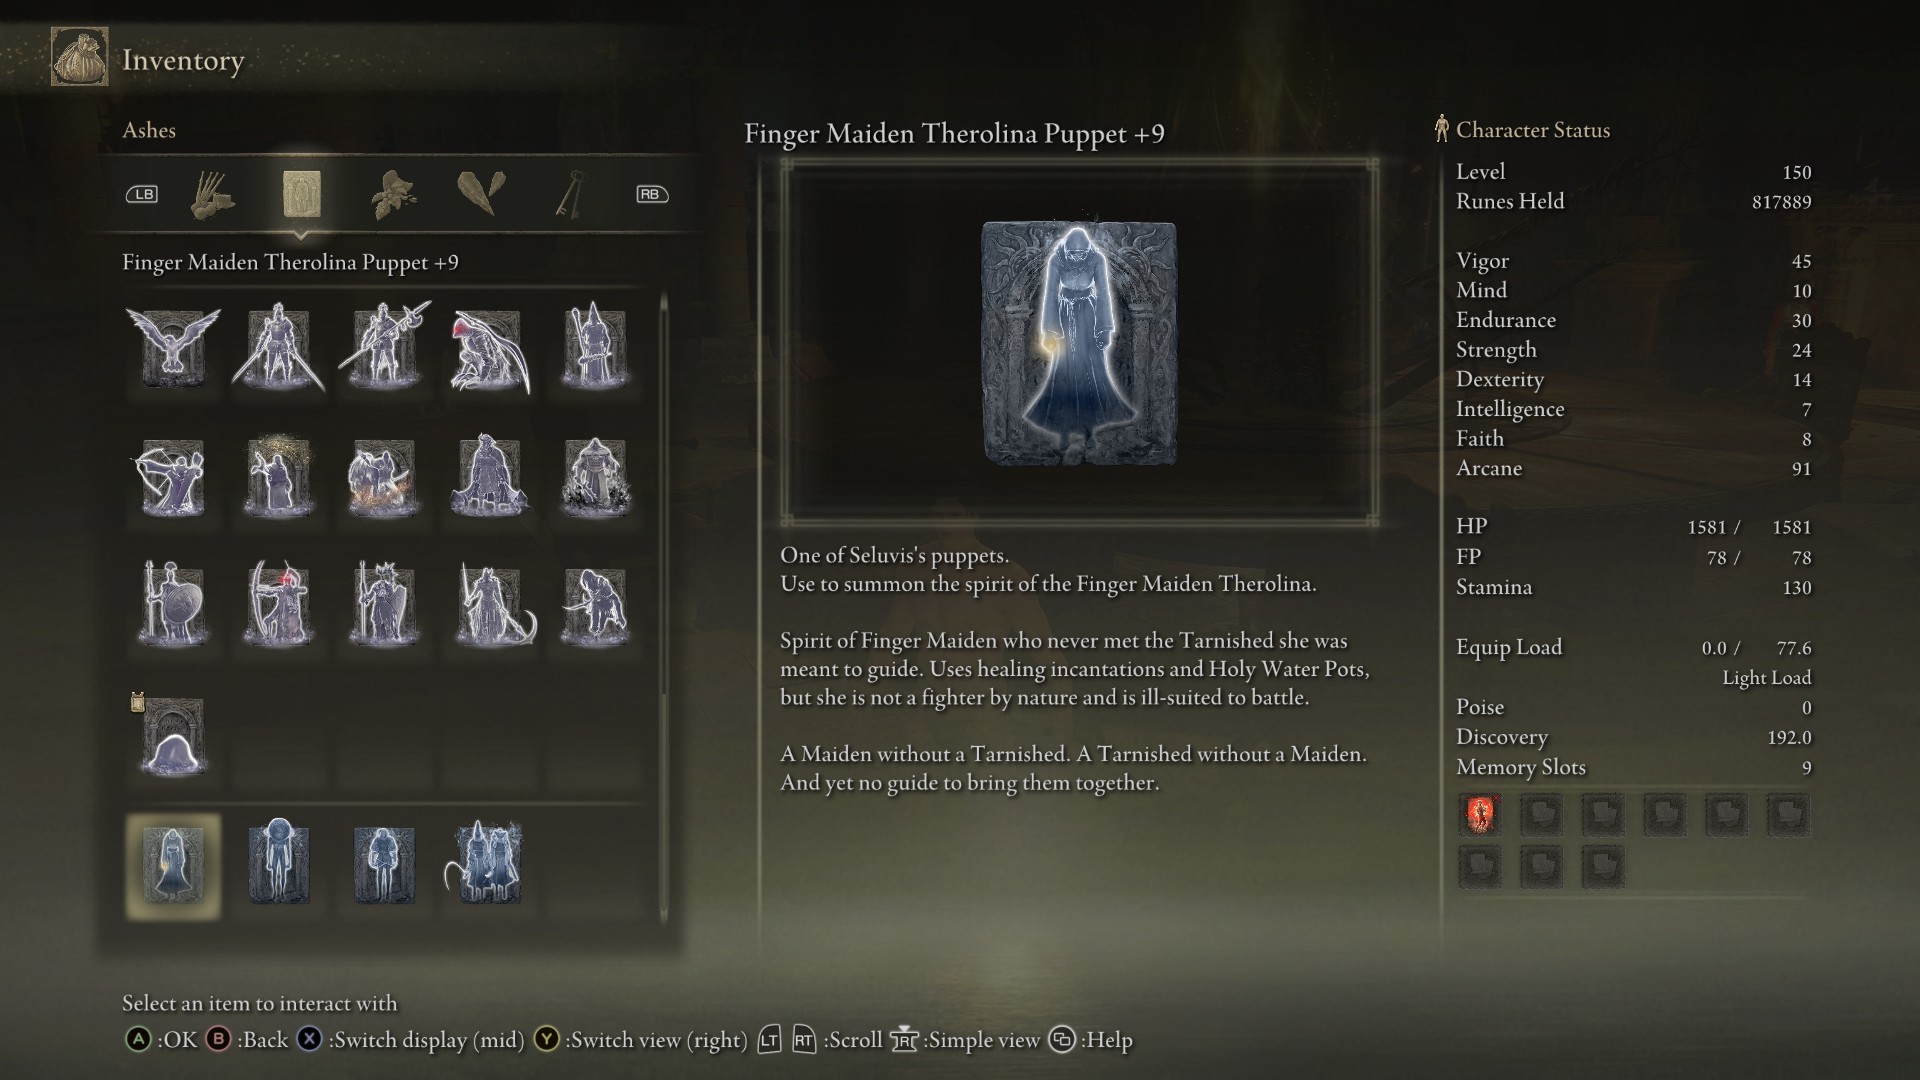 Inventory
Ashes
LB
RB
Finger Maiden Therolina Puppet +9
Finger Maiden Therolina Puppet +9
One of Seluvis's puppets.
Use to summon the spirit of the Finger Maiden Therolina.
Spirit of Finger Maiden who never met the Tarnished she was
meant to guide. Uses healing incantations and Holy Water Pots,
but she is not a fighter by nature and is ill-suited to battle.
A Maiden without a Tarnished. A Tarnished without a Maiden.
And yet no guide to bring them together.
Character Status
Level 150
Runes Held 817889
Vigor 45
Mind 10
Endurance 30
Strength 24
Dexterity 14
Intelligence 7
Faith 8
Arcane 91
HP 1581 / 1581
FP 78 / 78
Stamina 130
Equip Load 0.0 / 77.6
Light Load
Poise 0
Discovery 192.0
Memory Slots 9
Select an item to interact with
A :OK B :Back X :Switch display (mid) Y :Switch view (right) LT RT :Scroll R :Simple view :Help